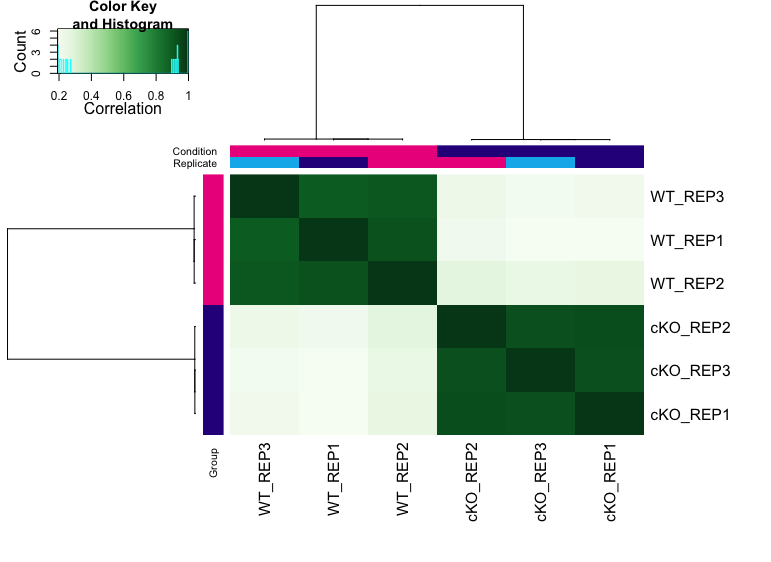 Color Key
and Histogram
Count
0 3 6
0.2 0.4 0.6 0.8 1
Correlation
Condition
Replicate
WT_REP3
WT_REP1
WT_REP2
cKO_REP2
cKO_REP3
cKO_REP1
Group
WT_REP3
WT_REP1
WT_REP2
cKO_REP2
cKO_REP3
cKO_REP1